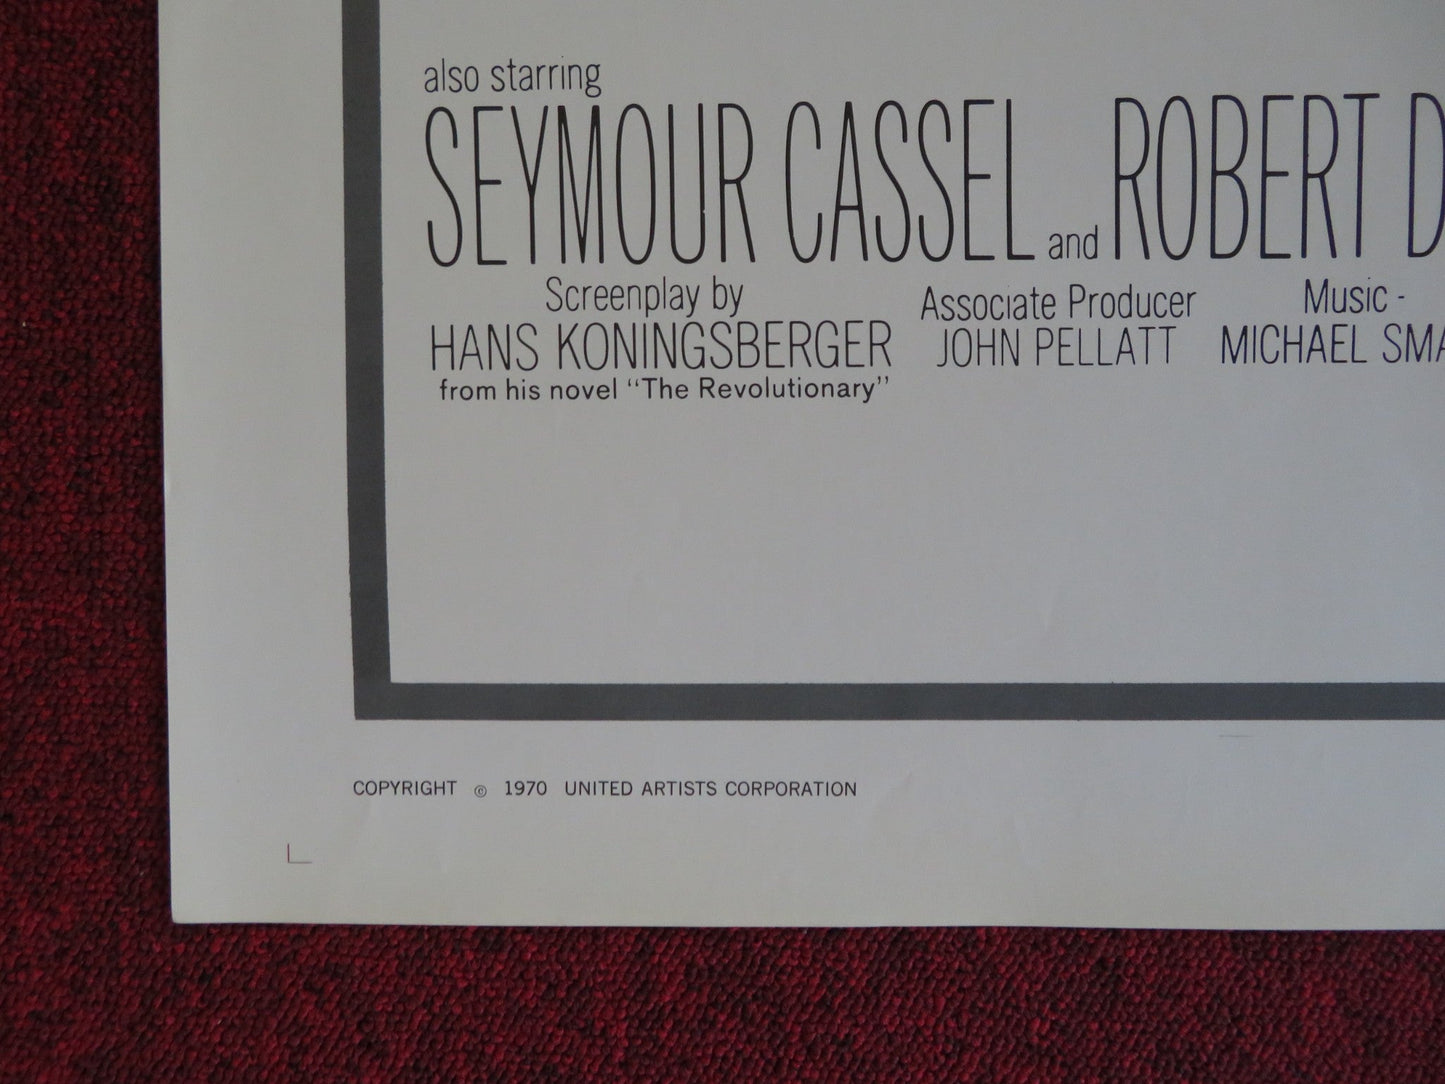 also starring
SEYMOUR CASSEL and ROBERT
Screenplay by
HANS KONINGSBERGER
from his novel "The Revolutionary"
Associate Producer
JOHN PELLATT
Music -
MICHAEL
COPYRIGHT © 1970 UNITED ARTISTS CORPORATION